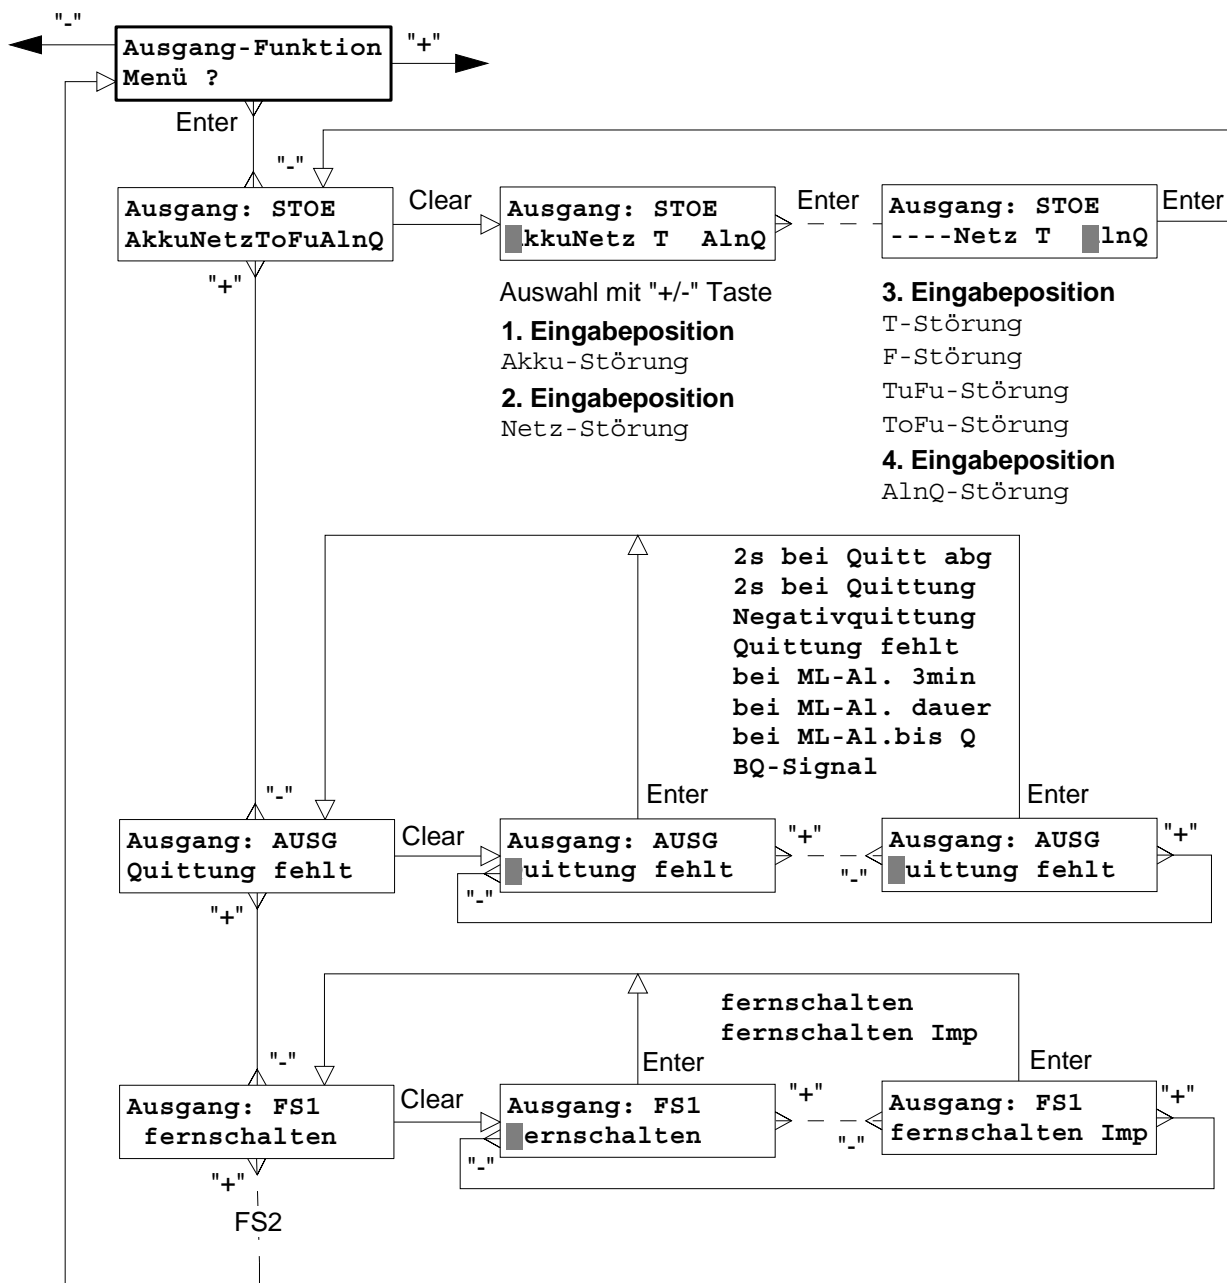 "-"
Ausgang-Funktion
Menü ?
"+"
Enter
"-"
Ausgang: STOE
AkkuNetzToFuAlnQ
Clear
Ausgang: STOE
kkuNetz T AlnQ
Enter
Ausgang: STOE
----Netz T lnQ
Enter
"+"
Auswahl mit "+/-" Taste
1. Eingabeposition
Akku-Störung
2. Eingabeposition
Netz-Störung
3. Eingabeposition
T-Störung
F-Störung
TuFu-Störung
ToFu-Störung
4. Eingabeposition
AlnQ-Störung
2s bei Quitt abg
2s bei Quittung
Negativquittung
Quittung fehlt
bei ML-Al. 3min
bei ML-Al. dauer
bei ML-Al.bis Q
BQ-Signal
"-"
Enter
Enter
Ausgang: AUSG
Quittung fehlt
Clear
Ausgang: AUSG
uittung fehlt
"+"
"-"
"-"
Ausgang: AUSG
uittung fehlt
"+"
"+"
fernschalten
fernschalten Imp
"-"
Enter
Enter
Ausgang: FS1
fernschalten
Clear
Ausgang: FS1
ernschalten
"+"
"-"
"-"
Ausgang: FS1
fernschalten Imp
"+"
"+"
FS2